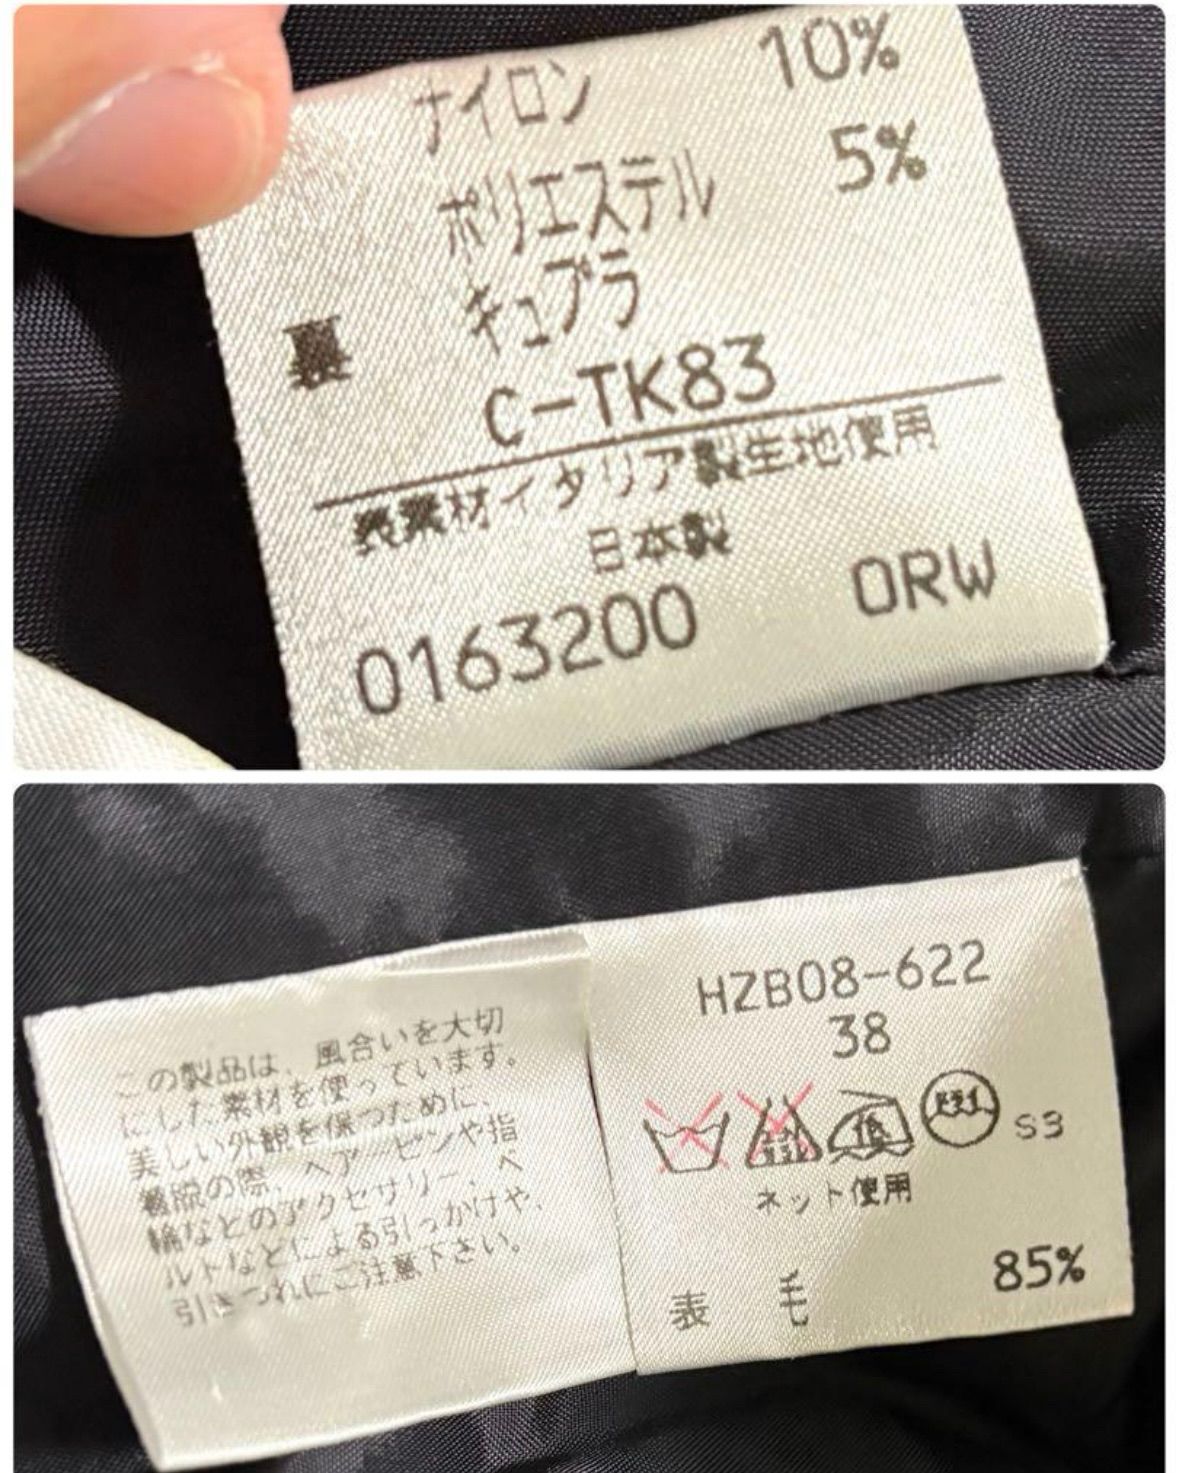 ナイロン 10%
ポリエステル 5%
裏 キュプラ
C-TK83
表素材イタリア製生地使用
日本製
0163200 ORW
この製品は、風合いを大切
にした素材を使っています。
美しい外観を保つために、
着脱の際、ヘアーピンや指
輪などのアクセサリー、ベ
ルトなどによる引っかけや、
引きつれにご注意下さい。
HZB08-622
38
低
ドライ S3
ネット使用
表 毛 85%